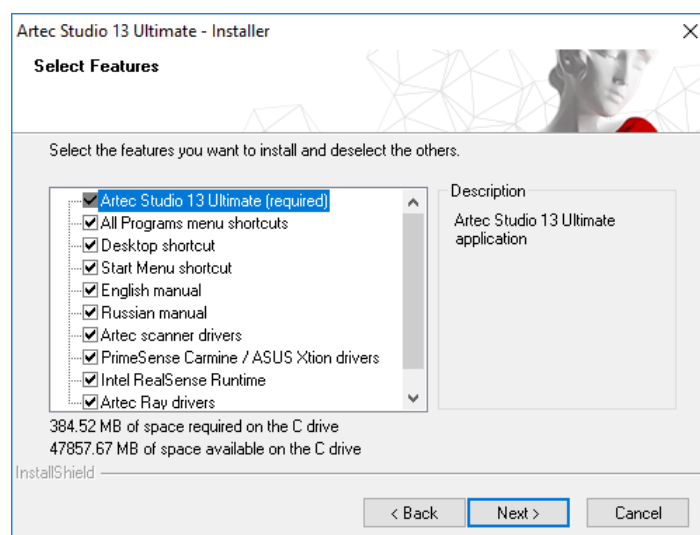 Artec Studio 13 Ultimate - Installer
Select Features
Select the features you want to install and deselect the others.
Artec Studio 13 Ultimate (required)
All Programs menu shortcuts
Desktop shortcut
Start Menu shortcut
English manual
Russian manual
Artec scanner drivers
PrimeSense Carmine / ASUS Xtion drivers
Intel RealSense Runtime
Artec Ray drivers
Description
Artec Studio 13 Ultimate
application
384.52 MB of space required on the C drive
47857.67 MB of space available on the C drive
InstallShield
< Back
Next >
Cancel